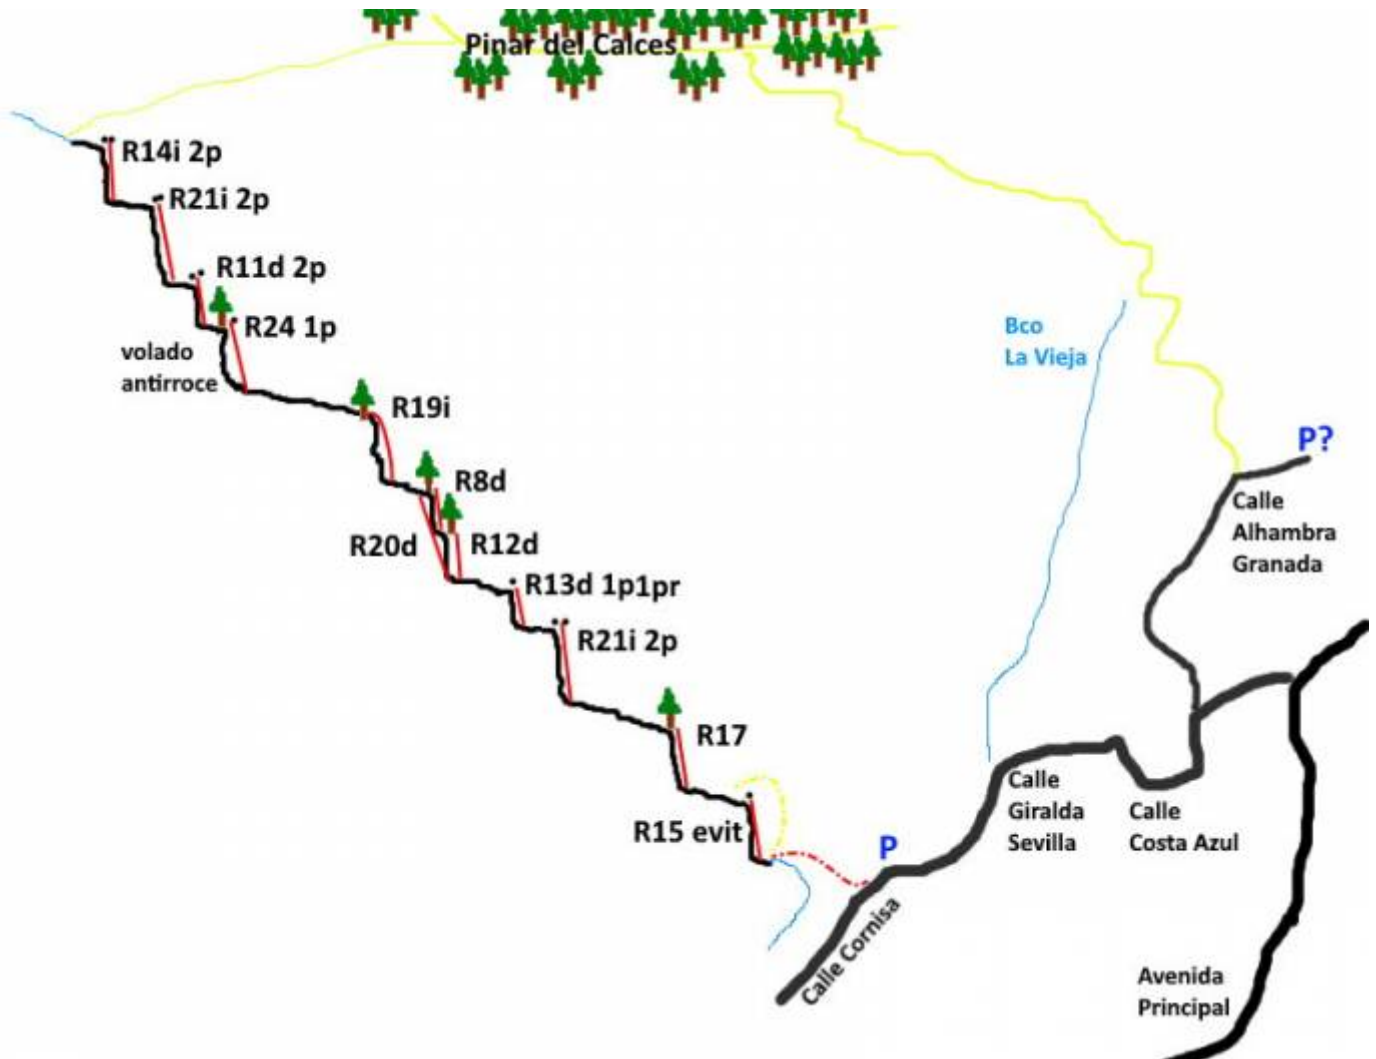 Pinar del Calces
R14i 2p
R21i 2p
R11d 2p
R24 1p
volado
antirroce
R19i
R8d
R20d
R12d
R13d 1p1pr
R21i 2p
R17
R15 evit
Bco
La Vieja
P?
Calle
Alhambra
Granada
P
Calle
Giralda
Sevilla
Calle
Costa Azul
Calle Cornisa
Avenida
Principal